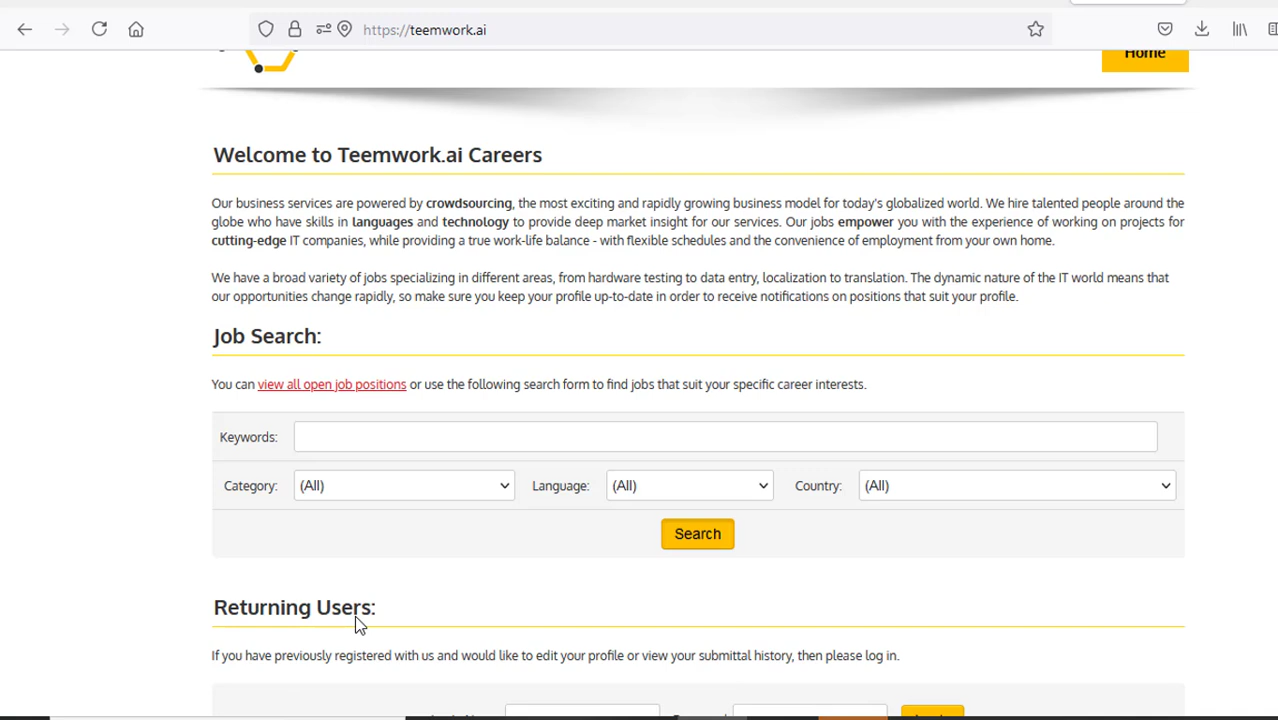 https://teemwork.ai
Home
Welcome to Teemwork.ai Careers
Our business services are powered by crowdsourcing, the most exciting and rapidly growing business model for today's globalized world. We hire talented people around the
globe who have skills in languages and technology to provide deep market insight for our services. Our jobs empower you with the experience of working on projects for
cutting-edge IT companies, while providing a true work-life balance - with flexible schedules and the convenience of employment from your own home.
We have a broad variety of jobs specializing in different areas, from hardware testing to data entry, localization to translation. The dynamic nature of the IT world means that
our opportunities change rapidly, so make sure you keep your profile up-to-date in order to receive notifications on positions that suit your profile.
Job Search:
You can view all open job positions or use the following search form to find jobs that suit your specific career interests.
Keywords:
Category: (All) Language: (All) Country: (All)
Search
Returning Users:
If you have previously registered with us and would like to edit your profile or view your submittal history, then please log in.